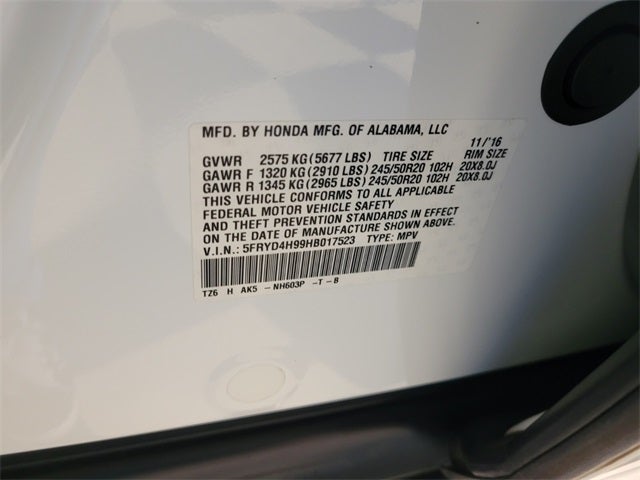 MFD. BY HONDA MFG. OF ALABAMA, LLC 11/'16
GVWR 2575 KG (5677 LBS) TIRE SIZE RIM SIZE
GAWR F 1320 KG (2910 LBS) 245/50R20 102H 20X8.0J
GAWR R 1345 KG (2965 LBS) 245/50R20 102H 20X8.0J
THIS VEHICLE CONFORMS TO ALL APPLICABLE
FEDERAL MOTOR VEHICLE SAFETY
AND THEFT PREVENTION STANDARDS IN EFFECT
ON THE DATE OF MANUFACTURE SHOWN ABOVE.
V.I.N.: 5FRYD4H99HB017523 TYPE: MPV
TZ6 H AK5 -NH603P -T-B